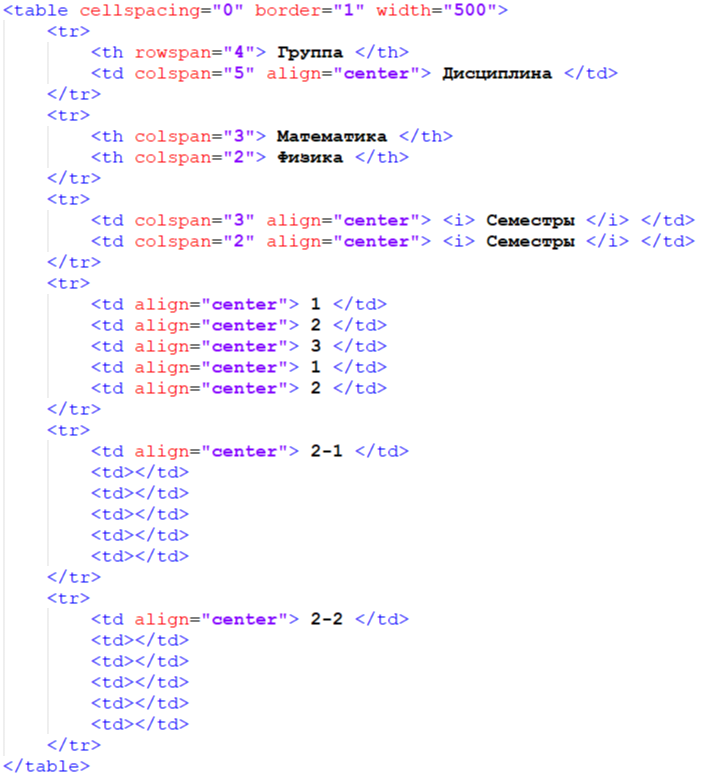 <table cellspacing="0" border="1" width="500">
    <tr>
        <th rowspan="4"> Группа </th>
        <td colspan="5" align="center"> Дисциплина </td>
    </tr>
    <tr>
        <th colspan="3"> Математика </th>
        <th colspan="2"> Физика </th>
    </tr>
    <tr>
        <td colspan="3" align="center"> <i> Семестры </i> </td>
        <td colspan="2" align="center"> <i> Семестры </i> </td>
    </tr>
    <tr>
        <td align="center"> 1 </td>
        <td align="center"> 2 </td>
        <td align="center"> 3 </td>
        <td align="center"> 1 </td>
        <td align="center"> 2 </td>
    </tr>
    <tr>
        <td align="center"> 2-1 </td>
        <td></td>
        <td></td>
        <td></td>
        <td></td>
        <td></td>
    </tr>
    <tr>
        <td align="center"> 2-2 </td>
        <td></td>
        <td></td>
        <td></td>
        <td></td>
        <td></td>
    </tr>
</table>